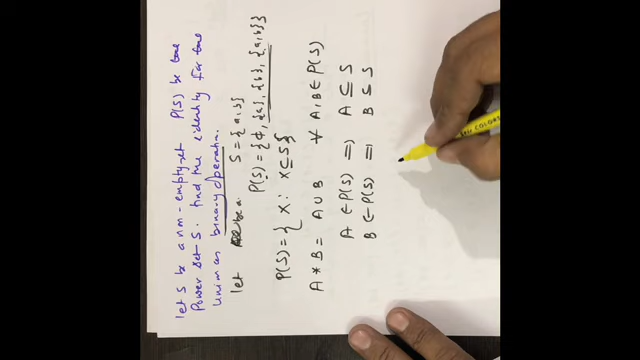 let S be a non-empty set P(S) be the
Power set S. find the identity for the
Union as binary operation.
let S = {a, b}
P(S) = {ϕ, {a}, {b}, {a, b}}
P(S) = { X : X ⊆ S }
A * B = A ∪ B ∀ A, B ∈ P(S)
A ∈ P(S) ⇒ A ⊆ S
B ∈ P(S) ⇒ B ⊆ S